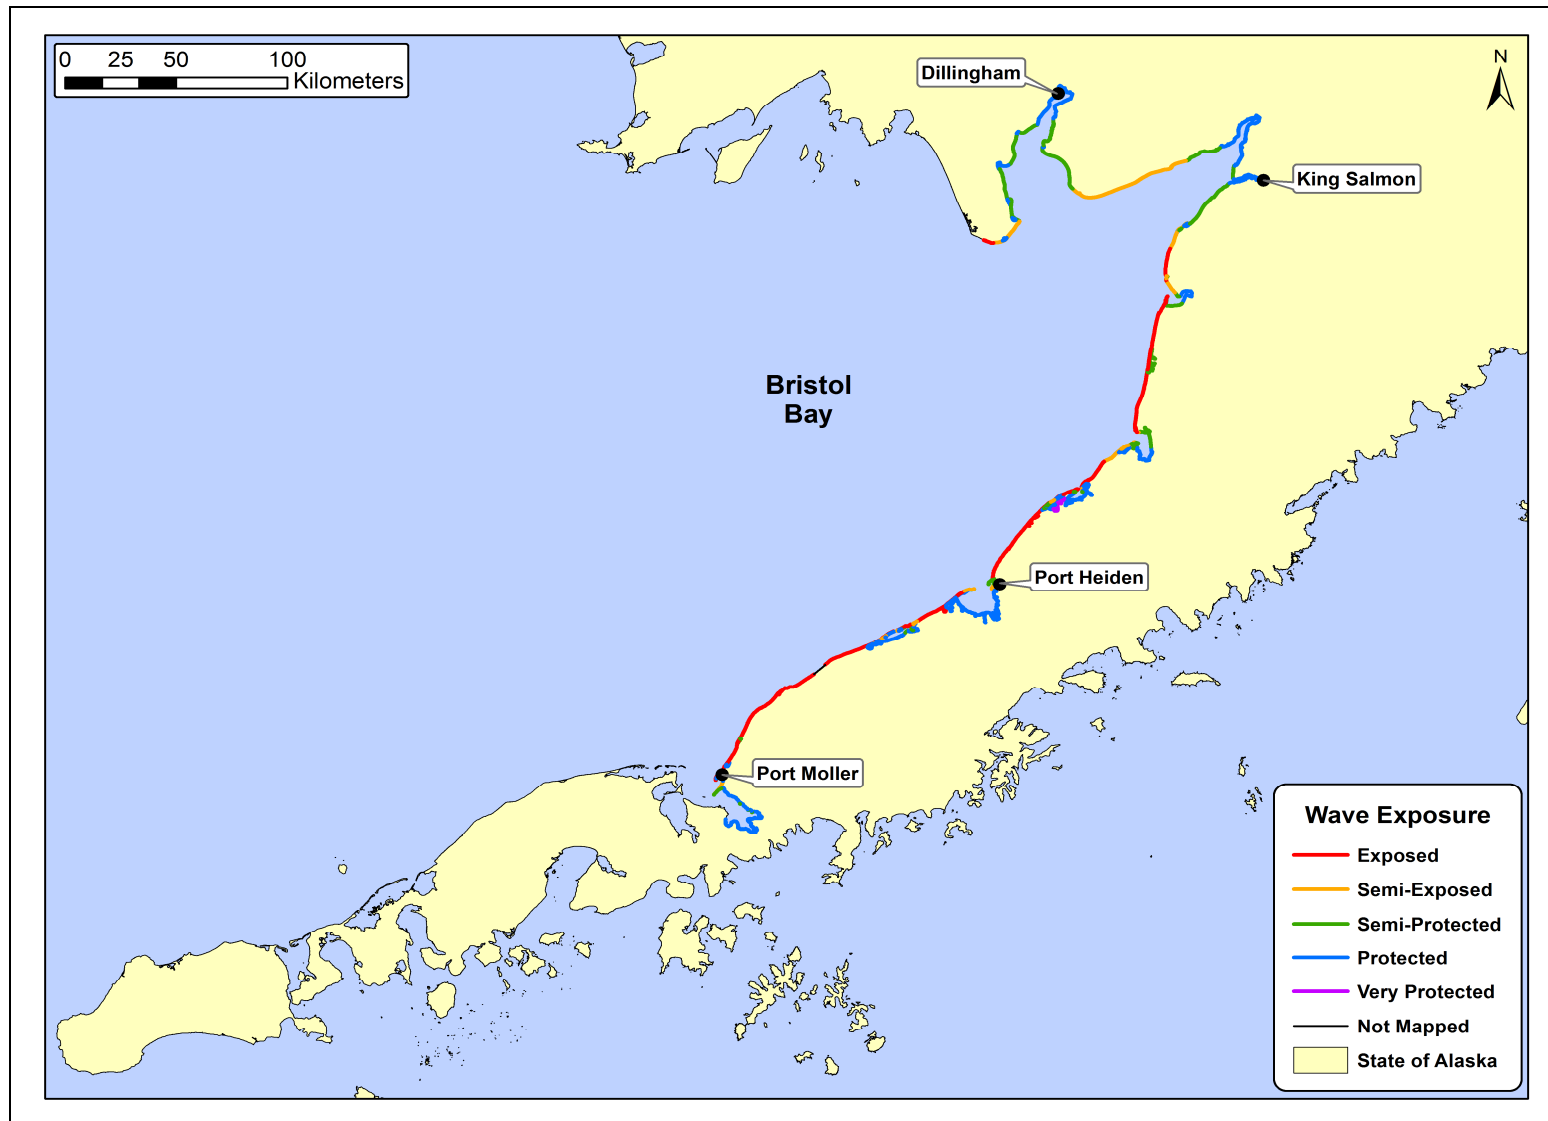 0 25 50 100
Kilometers
N
Dillingham
King Salmon
Bristol
Bay
Port Heiden
Port Moller
Wave Exposure
Exposed
Semi-Exposed
Semi-Protected
Protected
Very Protected
Not Mapped
State of Alaska